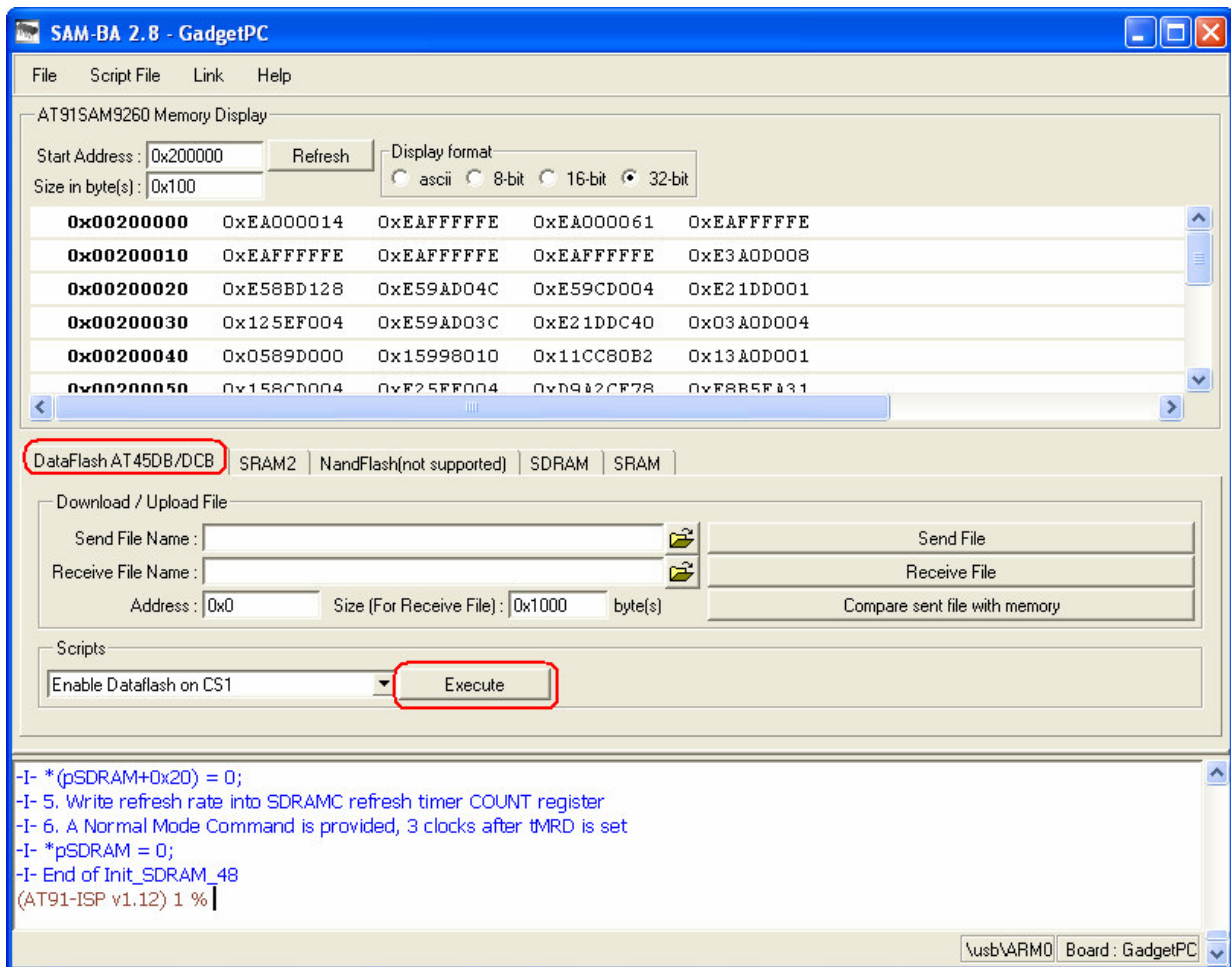 SAM-BA 2.8 - GadgetPC
File Script File Link Help
AT91SAM9260 Memory Display
Start Address : 0x200000 Refresh Display format
Size in byte(s) : 0x100 ascii 8-bit 16-bit 32-bit
0x00200000 0xEA000014 0xEAFFFFFE 0xEA000061 0xEAFFFFFE
0x00200010 0xEAFFFFFE 0xEAFFFFFE 0xEAFFFFFE 0xE3A0D008
0x00200020 0xE58BD128 0xE59AD04C 0xE59CD004 0xE21DD001
0x00200030 0x125EF004 0xE59AD03C 0xE21DDC40 0x03A0D004
0x00200040 0x0589D000 0x15998010 0x11CC80B2 0x13A0D001
0x00200050 0x158CD004 0xE25EF004
DataFlash AT45DB/DCB SRAM2 NandFlash(not supported) SDRAM SRAM
Download / Upload File
Send File Name : Send File
Receive File Name : Receive File
Address : 0x0 Size (For Receive File) : 0x1000 byte(s) Compare sent file with memory
Scripts
Enable Dataflash on CS1 Execute
-I- *(pSDRAM+0x20) = 0;
-I- 5. Write refresh rate into SDRAMC refresh timer COUNT register
-I- 6. A Normal Mode Command is provided, 3 clocks after tMRD is set
-I- *pSDRAM = 0;
-I- End of Init_SDRAM_48
(AT91-ISP v1.12) 1 %
\usb\ARM0 Board : GadgetPC